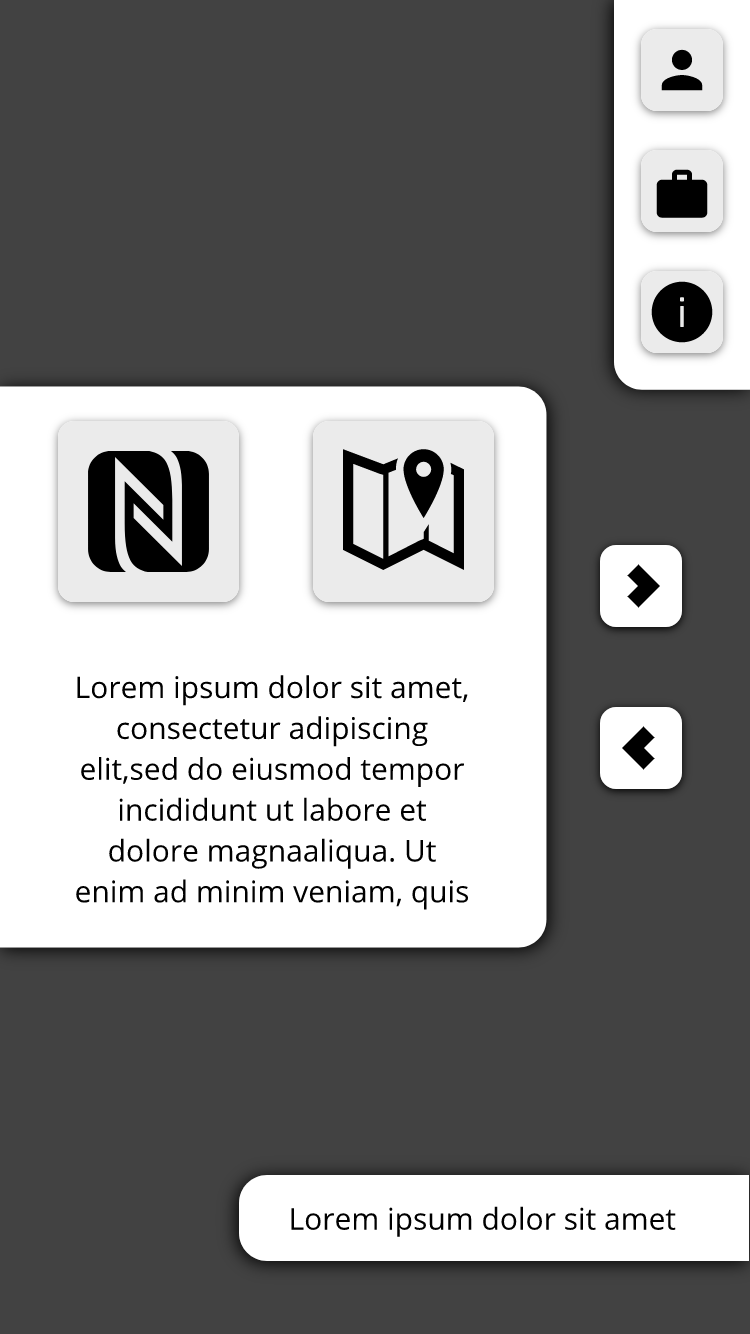 Lorem ipsum dolor sit amet,
consectetur adipiscing
elit,sed do eiusmod tempor
incididunt ut labore et
dolore magnaaliqua. Ut
enim ad minim veniam, quis
Lorem ipsum dolor sit amet